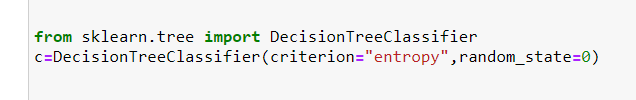 from sklearn.tree import DecisionTreeClassifier
c=DecisionTreeClassifier(criterion="entropy",random_state=0)